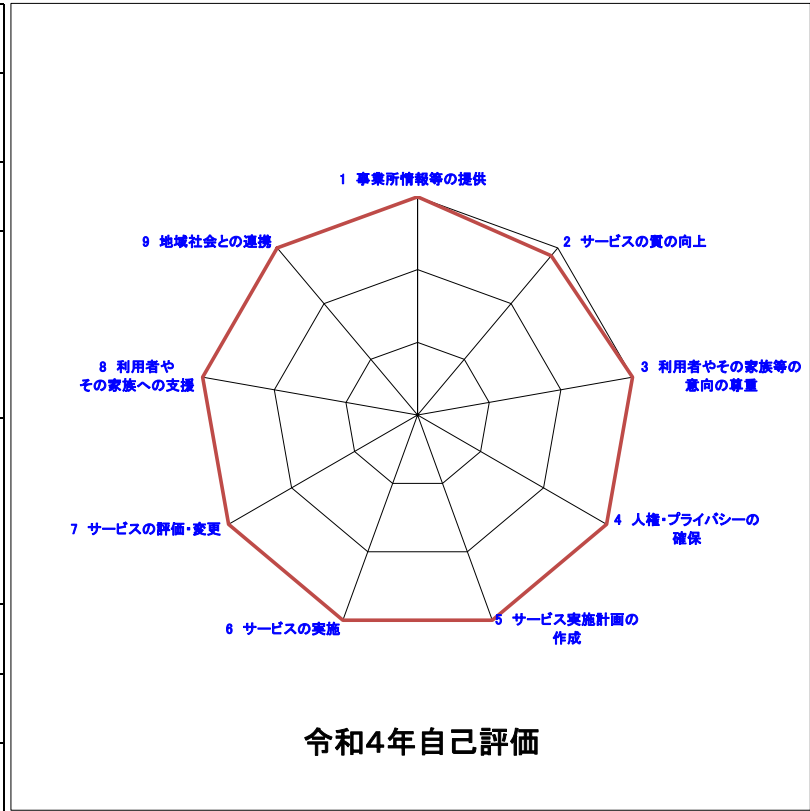 1 事業所情報等の提供
2 サービスの質の向上
3 利用者やその家族等の
意向の尊重
4 人権・プライバシーの
確保
5 サービス実施計画の
作成
6 サービスの実施
7 サービスの評価・変更
8 利用者や
その家族への支援
9 地域社会との連携
令和４年自己評価